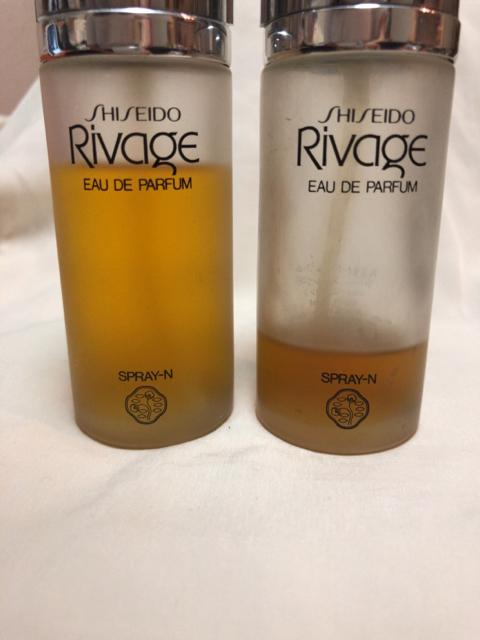 SHISEIDO
Rivage
EAU DE PARFUM
SPRAY-N
SHISEIDO
Rivage
EAU DE PARFUM
SPRAY-N